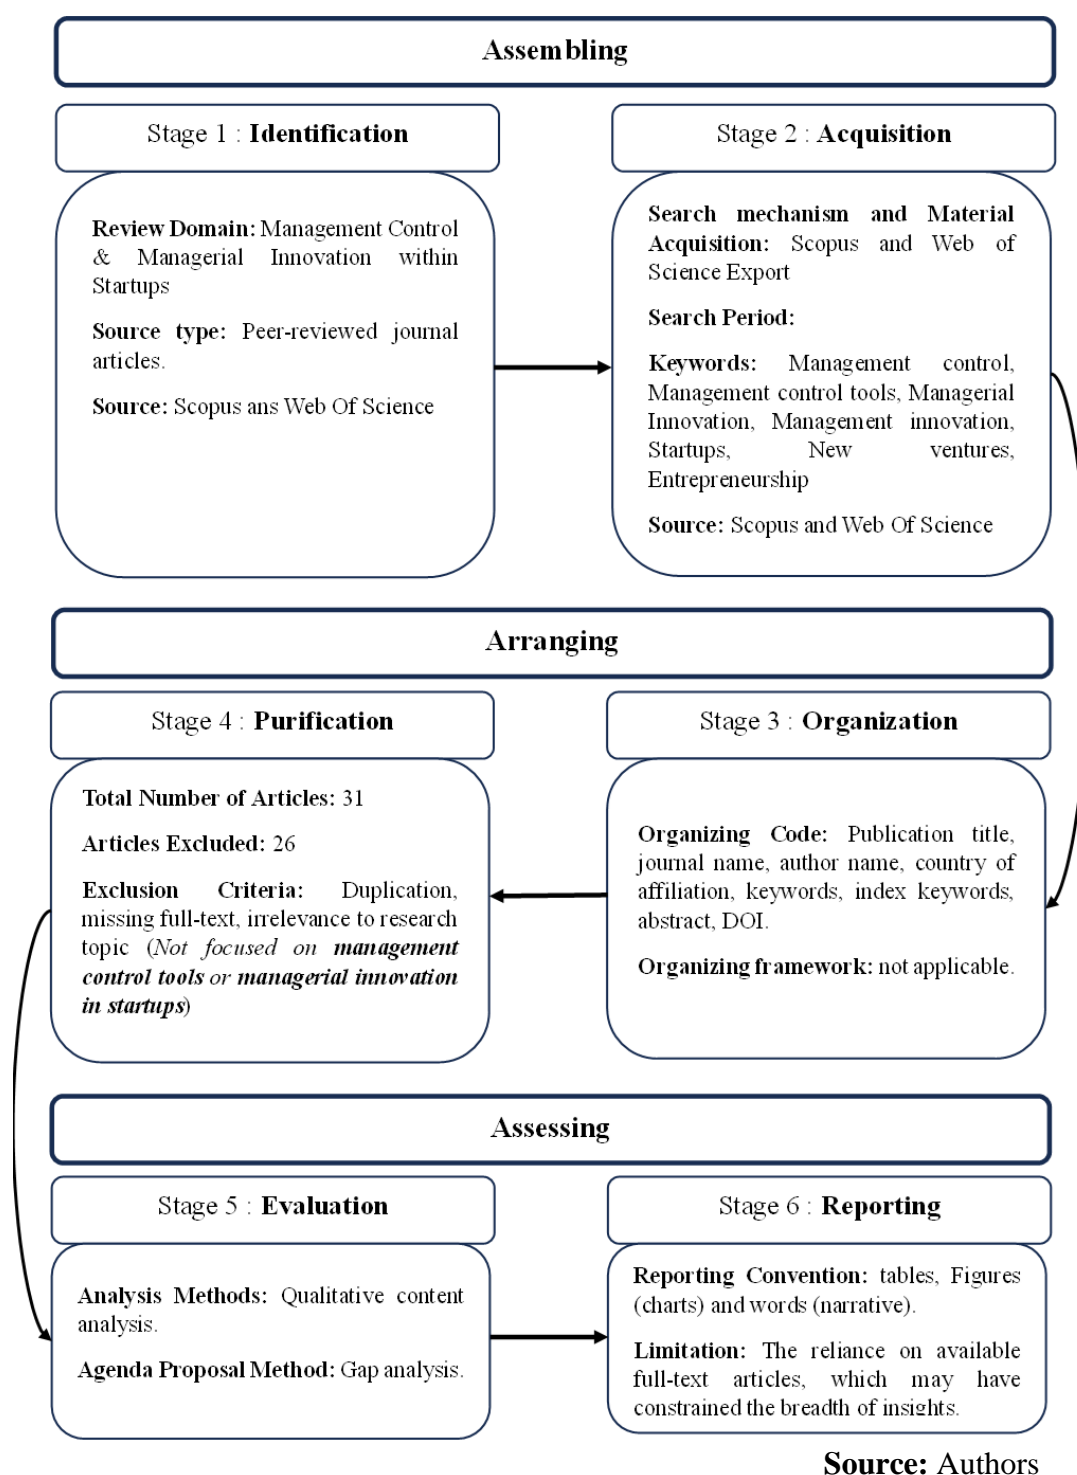 Assembling
Stage 1 : Identification
Review Domain: Management Control
& Managerial Innovation within
Startups
Source type: Peer-reviewed journal
articles.
Source: Scopus ans Web Of Science
Stage 2 : Acquisition
Search mechanism and Material
Acquisition: Scopus and Web of
Science Export
Search Period:
Keywords: Management control,
Management control tools, Managerial
Innovation, Management innovation,
Startups, New ventures,
Entrepreneurship
Source: Scopus and Web Of Science
Arranging
Stage 3 : Organization
Organizing Code: Publication title,
journal name, author name, country of
affiliation, keywords, index keywords,
abstract, DOI.
Organizing framework: not applicable.
Stage 4 : Purification
Total Number of Articles: 31
Articles Excluded: 26
Exclusion Criteria: Duplication,
missing full-text, irrelevance to research
topic (Not focused on management
control tools or managerial innovation
in startups)
Assessing
Stage 5 : Evaluation
Analysis Methods: Qualitative content
analysis.
Agenda Proposal Method: Gap analysis.
Stage 6 : Reporting
Reporting Convention: tables, Figures
(charts) and words (narrative).
Limitation: The reliance on available
full-text articles, which may have
constrained the breadth of insights.
Source: Authors